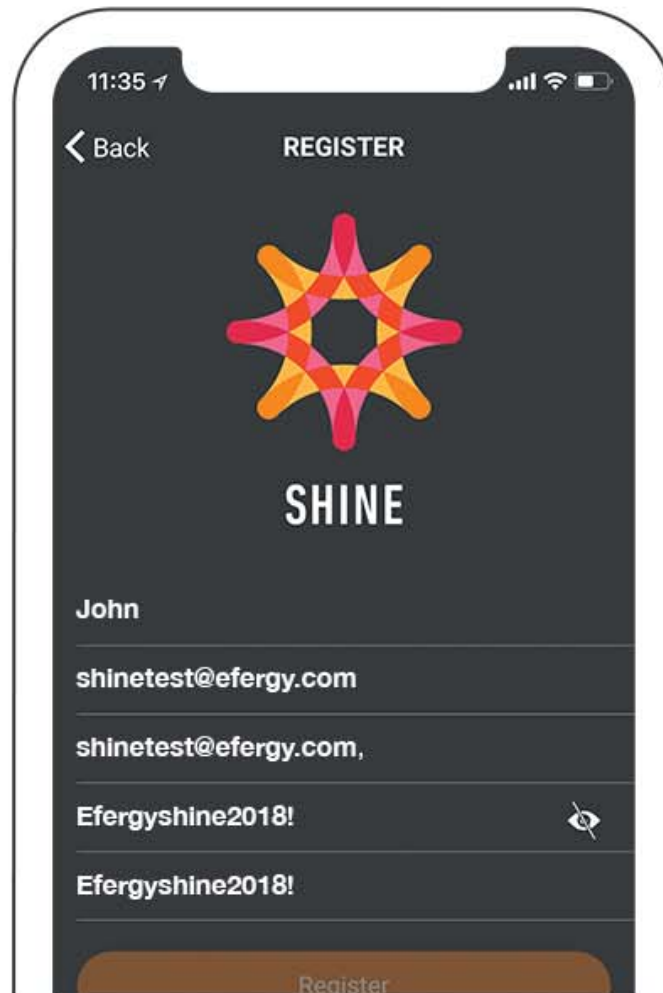 11:35
Back
REGISTER
SHINE
John
shinetest@efergy.com
shinetest@efergy.com,
Efergyshine2018!
Efergyshine2018!
Register